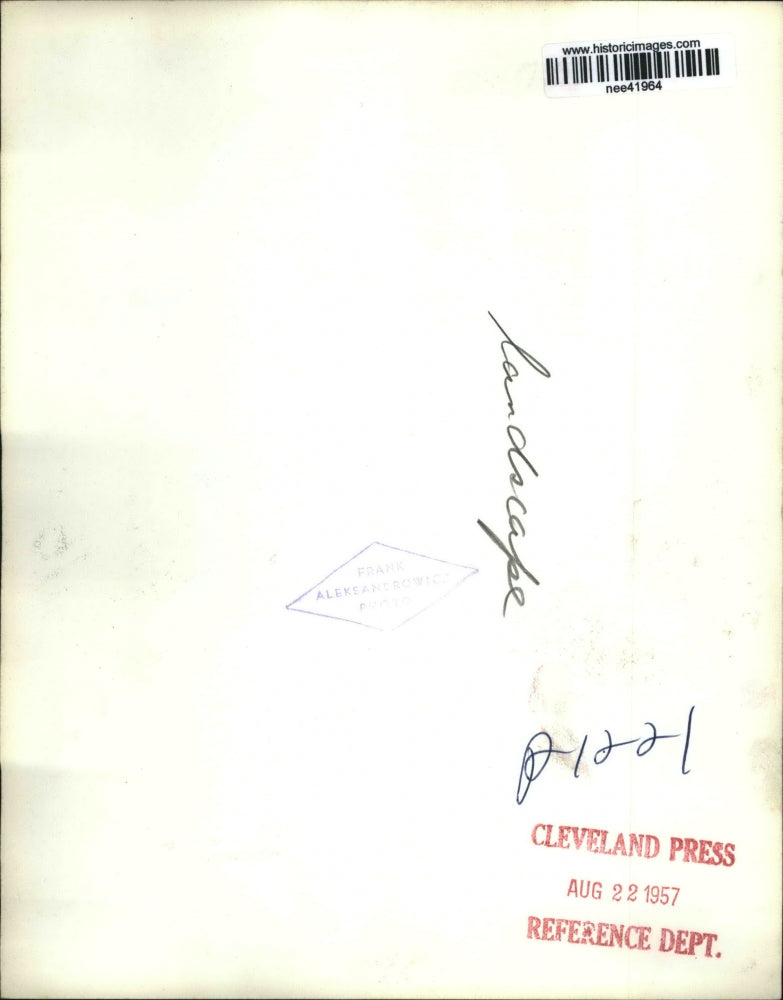 www.historicimages.com
nee41964
landscape
FRANK
ALEKSANDROWICZ
PHOTO
P1221
CLEVELAND PRESS
AUG 22 1957
REFERENCE DEPT.